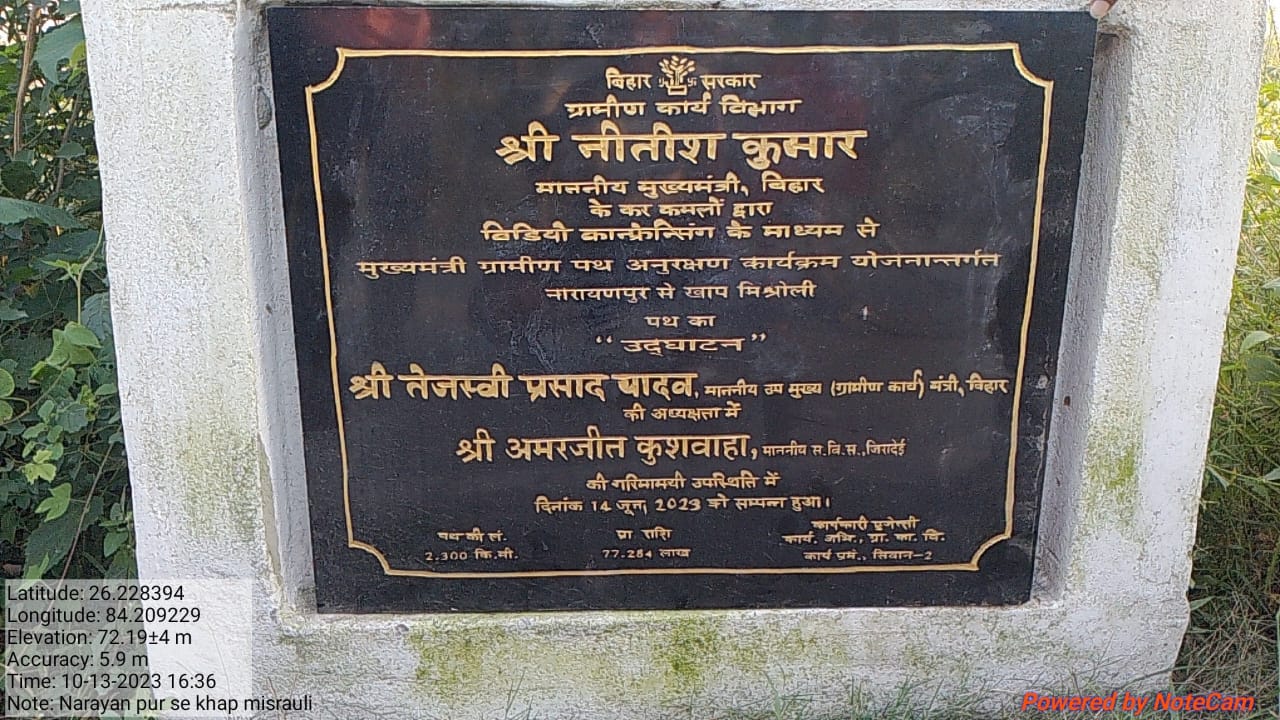 बिहार सरकार
ग्रामीण कार्य विभाग
श्री नीतीश कुमार
माननीय मुख्यमंत्री, बिहार
के कर कमलों द्वारा
विडियो कान्फ्रेन्सिंग के माध्यम से
मुख्यमंत्री ग्रामीण पथ अनुरक्षण कार्यक्रम योजनान्तर्गत
नारायणपुर से खाप मिश्रौली
पथ का
“उद्घाटन”
श्री तेजस्वी प्रसाद यादव, माननीय उप मुख्य (ग्रामीण कार्य) मंत्री, बिहार
की अध्यक्षता में
श्री अमरजीत कुशवाहा, माननीय स.वि.स.,जिरादेई
की गरिमामयी उपस्थिति में
दिनांक 14 जून, 2023 को सम्पन्न हुआ।
पथ की लं.
2.300 कि.मी.
प्रा राशि
77.284 लाख
कार्यकारी एजेन्सी
कार्य. अभि., ग्रा. का. वि.
कार्य प्रमं., सिवान-2
Latitude: 26.228394
Longitude: 84.209229
Elevation: 72.19±4 m
Accuracy: 5.9 m
Time: 10-13-2023 16:36
Note: Narayan pur se khap misrauli
Powered by NoteCam